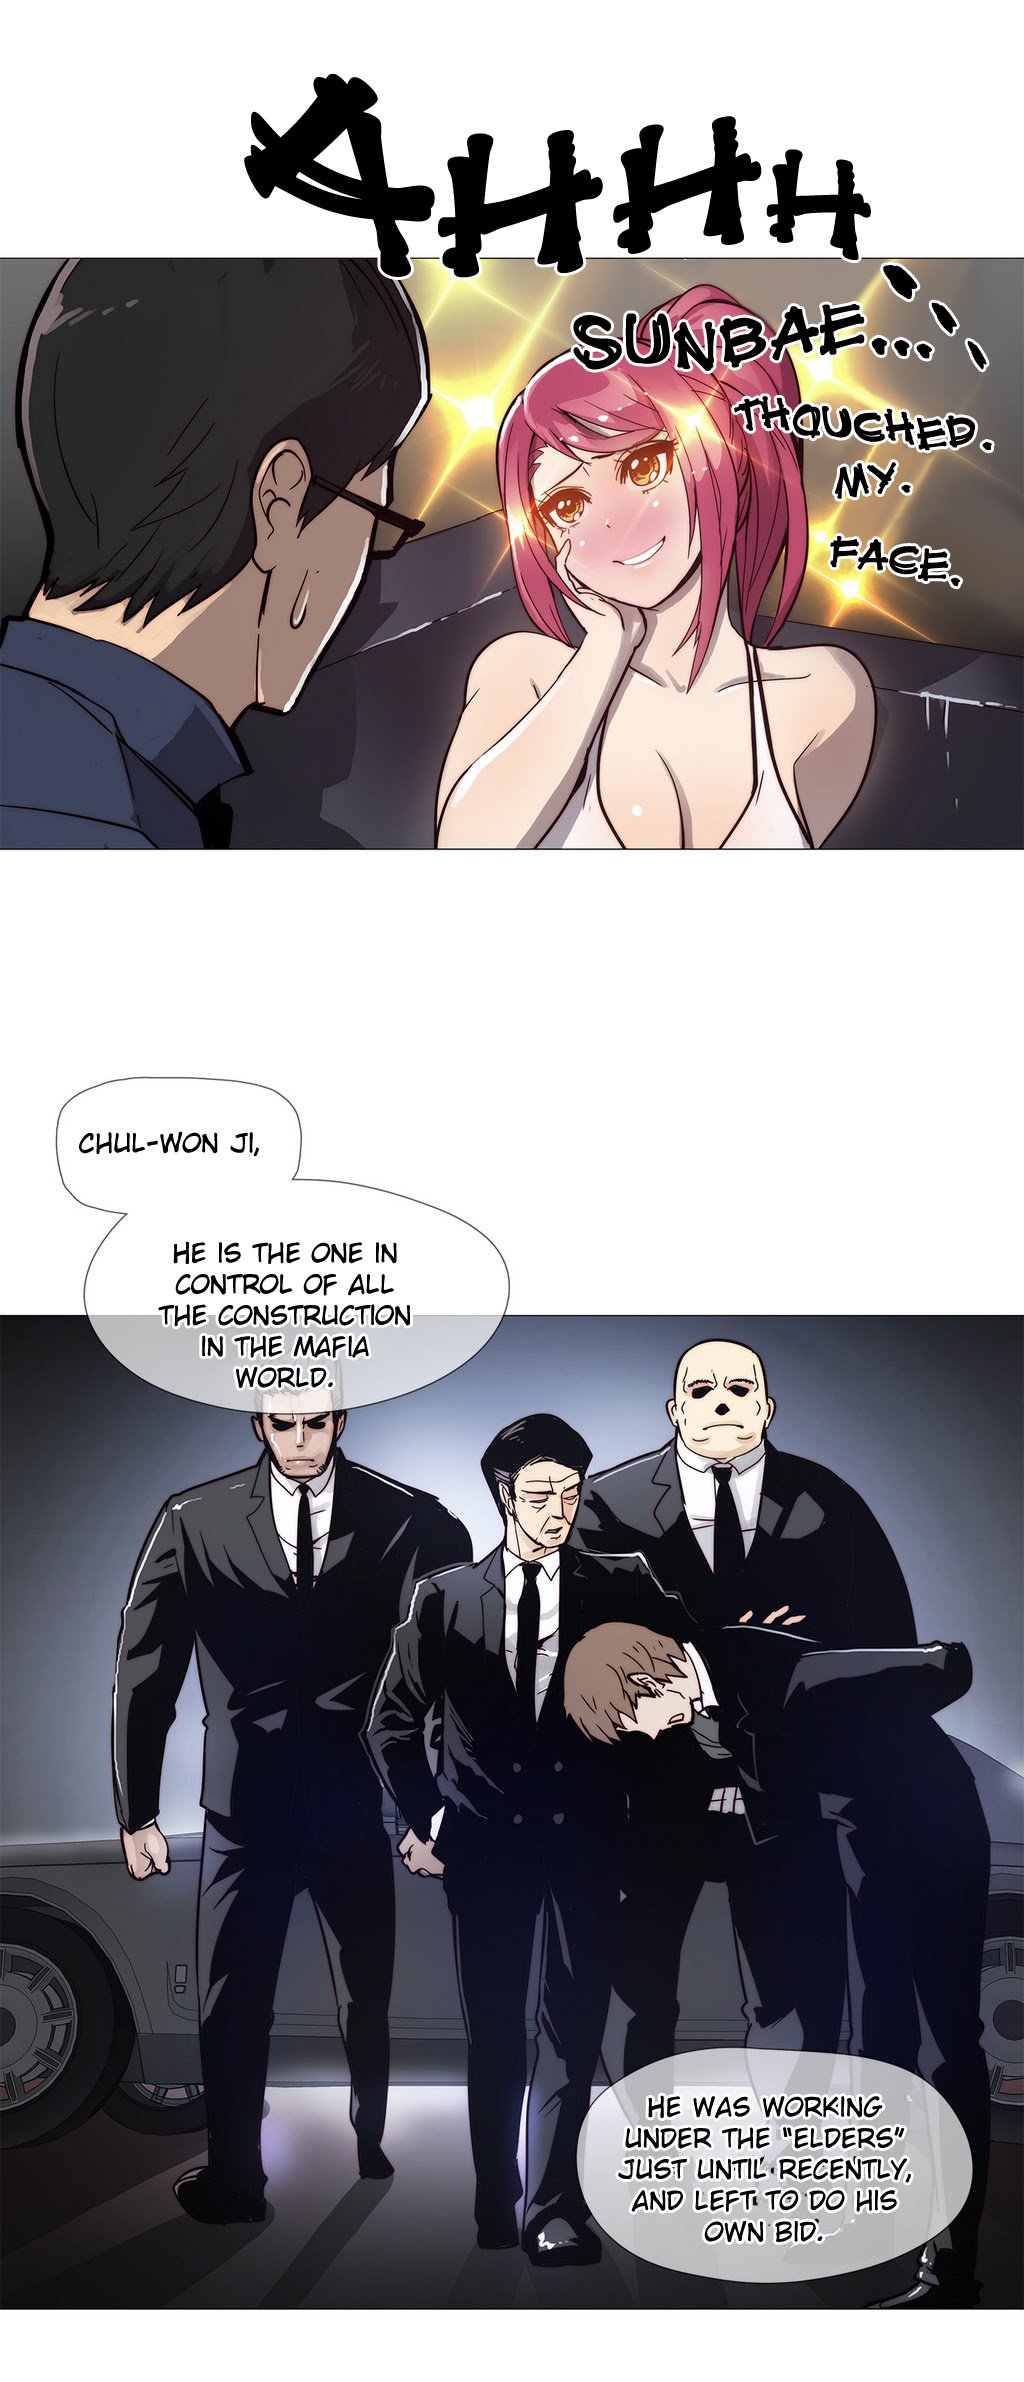 AHHH
SUNBAE...
THOUCHED.
MY.
FACE.
CHUL-WON JI,
HE IS THE ONE IN
CONTROL OF ALL
THE CONSTRUCTION
IN THE MAFIA
WORLD.
HE WAS WORKING
UNDER THE "ELDERS"
JUST UNTIL RECENTLY,
AND LEFT TO DO HIS
OWN BID.